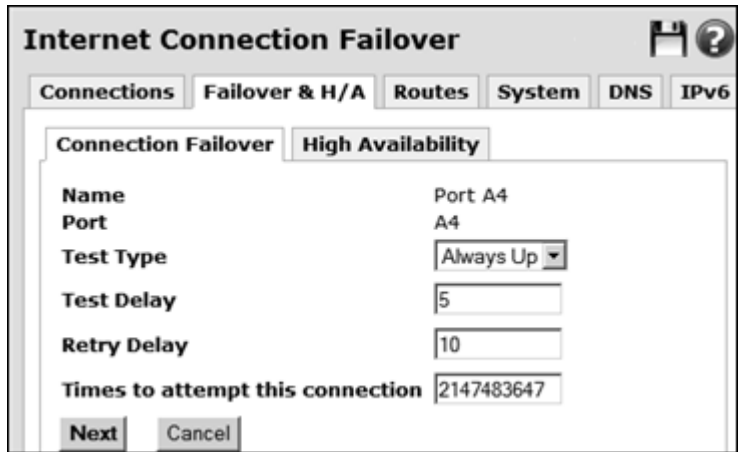 Internet Connection Failover
Connections Failover & H/A Routes System DNS IPv6
Connection Failover High Availability
Name Port A4
Port A4
Test Type Always Up
Test Delay 5
Retry Delay 10
Times to attempt this connection 2147483647
Next Cancel